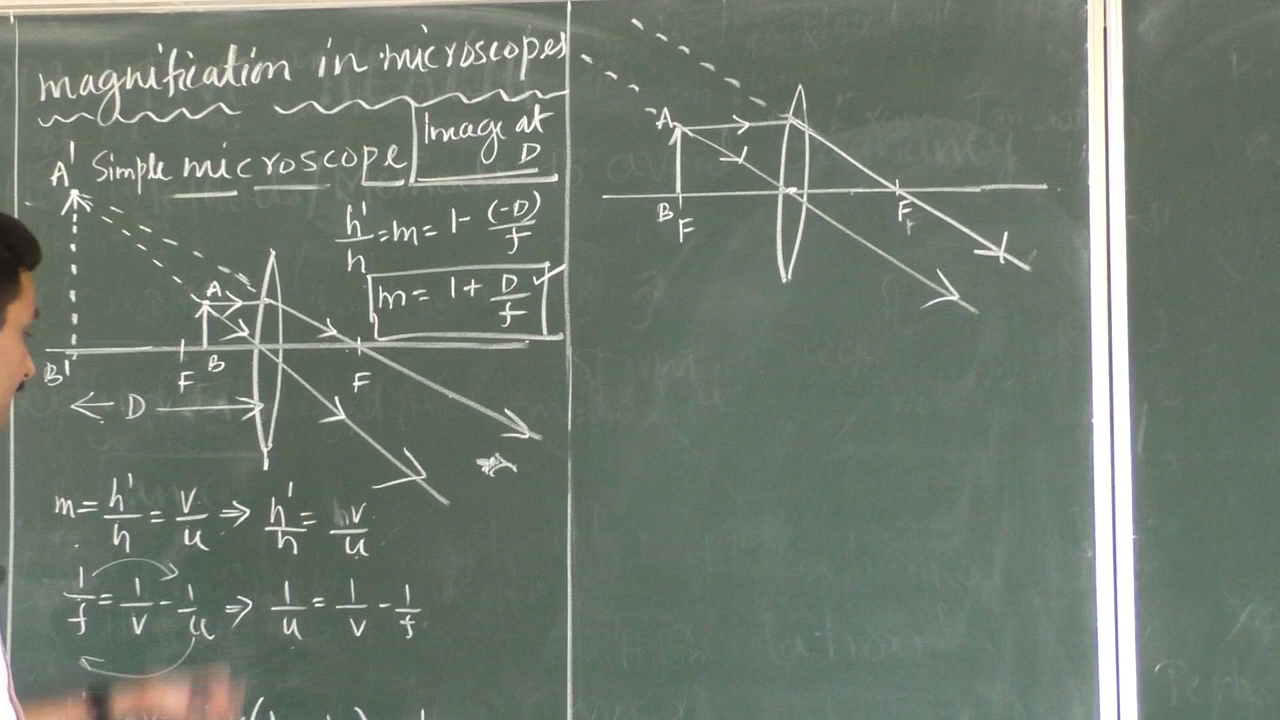 magnification in microscopes
Simple microscope
Image at D
A'
h'/h = m = 1 - (-D)/f
m = 1 + D/f
A
B'
F
B
F
D
m = h'/h = v/u ⇒ h'/h = v/u
1/f = 1/v - 1/u ⇒ 1/u = 1/v - 1/f
A
B
F
F